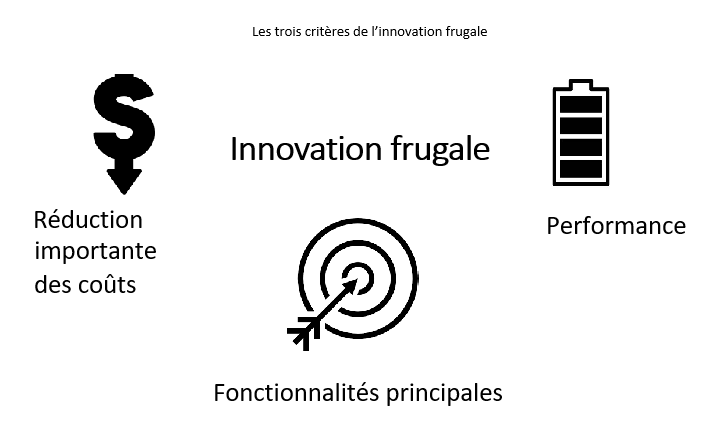 Les trois critères de l’innovation frugale
Innovation frugale
Réduction
importante
des coûts
Performance
Fonctionnalités principales